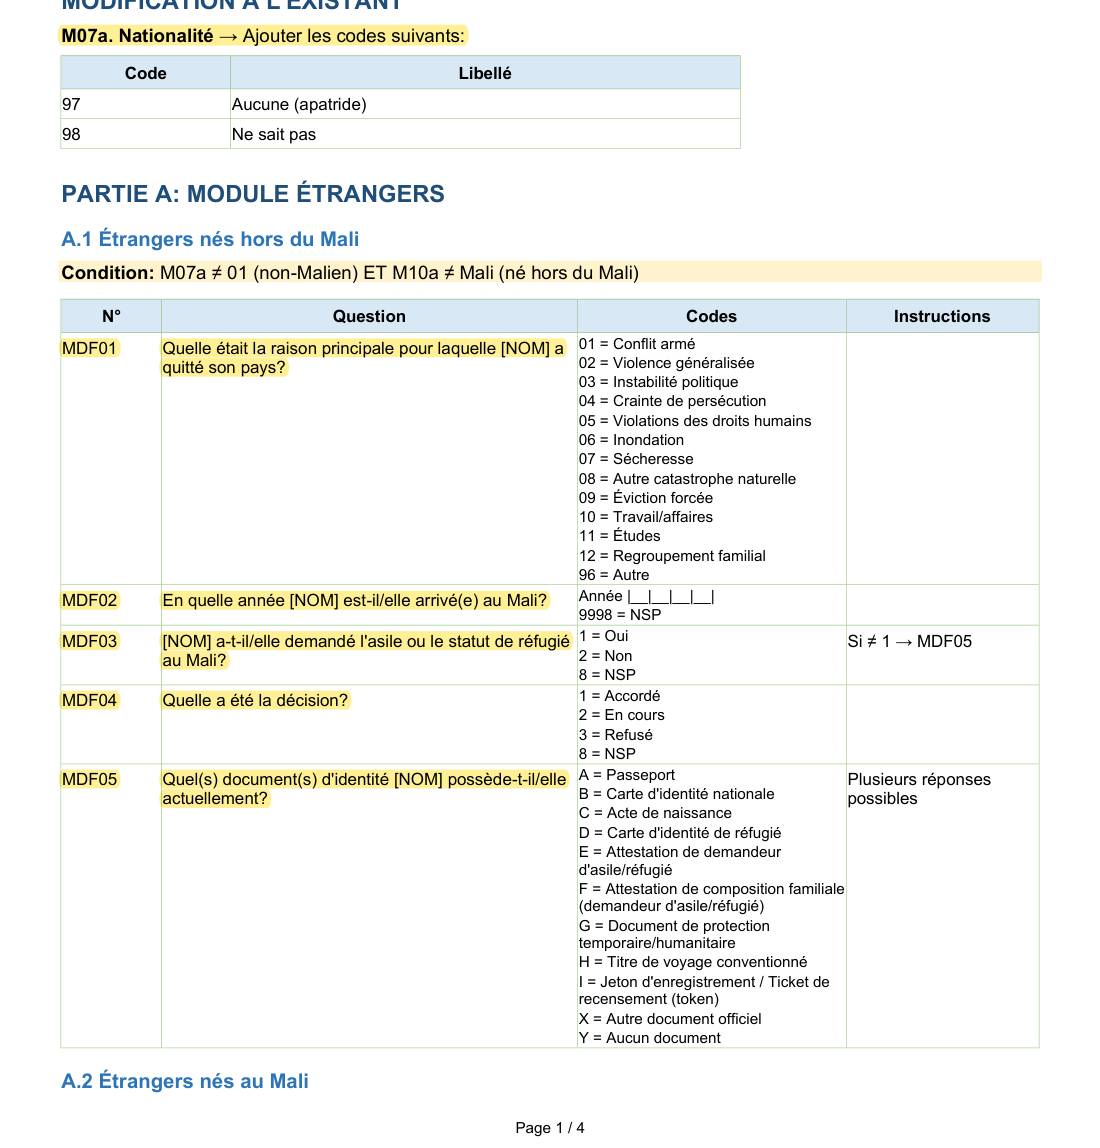 MODIFICATION À L'EXISTANT
M07a. Nationalité → Ajouter les codes suivants:
Code Libellé
97 Aucune (apatride)
98 Ne sait pas
PARTIE A: MODULE ÉTRANGERS
A.1 Étrangers nés hors du Mali
Condition: M07a ≠ 01 (non-Malien) ET M10a ≠ Mali (né hors du Mali)
N° Question Codes Instructions
MDF01 Quelle était la raison principale pour laquelle [NOM] a
quitté son pays?
01 = Conflit armé
02 = Violence généralisée
03 = Instabilité politique
04 = Crainte de persécution
05 = Violations des droits humains
06 = Inondation
07 = Sécheresse
08 = Autre catastrophe naturelle
09 = Éviction forcée
10 = Travail/affaires
11 = Études
12 = Regroupement familial
96 = Autre
MDF02 En quelle année [NOM] est-il/elle arrivé(e) au Mali?
Année |__|__|__|__|
9998 = NSP
MDF03 [NOM] a-t-il/elle demandé l'asile ou le statut de réfugié
au Mali?
1 = Oui
2 = Non
8 = NSP
Si ≠ 1 → MDF05
MDF04 Quelle a été la décision?
1 = Accordé
2 = En cours
3 = Refusé
8 = NSP
MDF05 Quel(s) document(s) d'identité [NOM] possède-t-il/elle
actuellement?
A = Passeport
B = Carte d'identité nationale
C = Acte de naissance
D = Carte d'identité de réfugié
E = Attestation de demandeur
d'asile/réfugié
F = Attestation de composition familiale
(demandeur d'asile/réfugié)
G = Document de protection
temporaire/humanitaire
H = Titre de voyage conventionné
I = Jeton d'enregistrement / Ticket de
recensement (token)
X = Autre document officiel
Y = Aucun document
Plusieurs réponses
possibles
A.2 Étrangers nés au Mali
Page 1 / 4